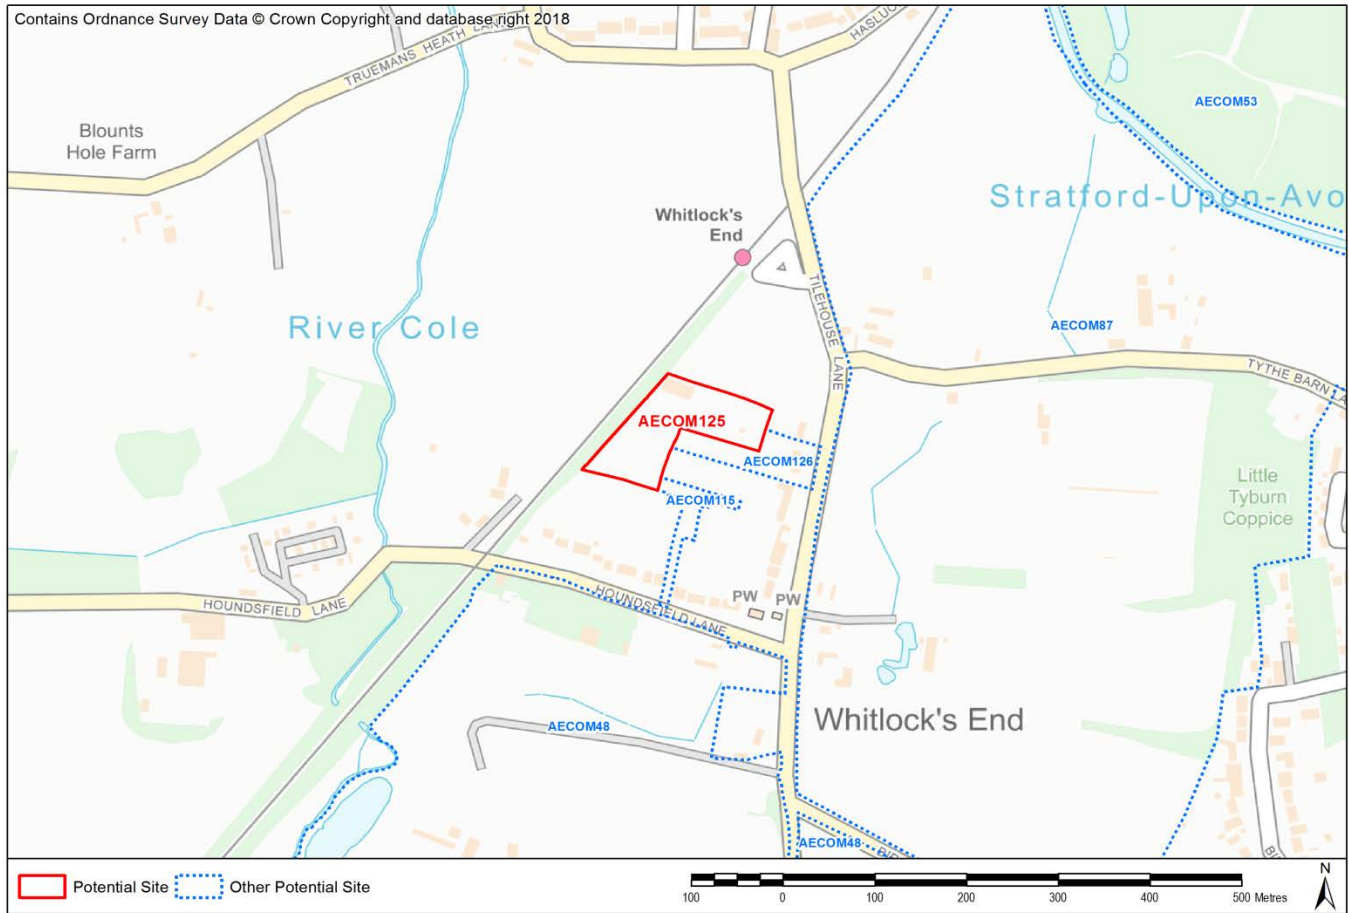 Contains Ordnance Survey Data © Crown Copyright and database right 2018
TRUEMANS HEATH LANE
AECOM53
Blounts
Hole Farm
Stratford-Upon-Avo
Whitlock's
End
TILEHOUSE LANE
River Cole
AECOM87
TYTHE BARN LA
AECOM125
AECOM126
AECOM115
Little
Tyburn
Coppice
HOUNDSFIELD LANE
HOUNDSFIELD LANE
PW
PW
AECOM48
Whitlock's End
AECOM48
Potential Site
Other Potential Site
100
0
100
200
300
400
500 Metres
N